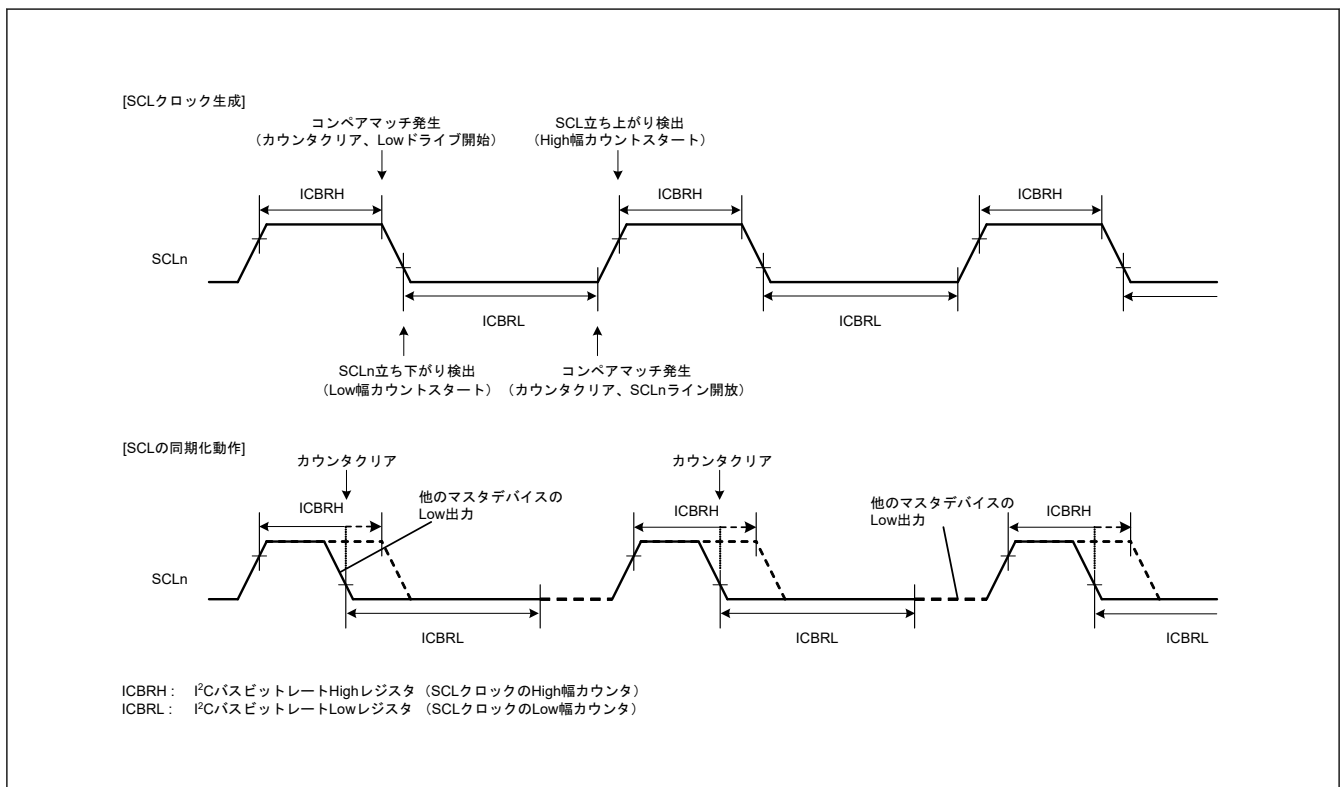 [SCLクロック生成]
コンペアマッチ発生
（カウンタクリア、Lowドライブ開始）
SCL立ち上がり検出
（High幅カウントスタート）
ICBRH
ICBRH
ICBRH
SCLn
ICBRL
ICBRL
SCLn立ち下がり検出
（Low幅カウントスタート）
コンペアマッチ発生
（カウンタクリア、SCLnライン開放）
[SCLの同期化動作]
カウンタクリア
カウンタクリア
ICBRH
他のマスタデバイスの
Low出力
ICBRH
他のマスタデバイスの
Low出力
ICBRH
SCLn
ICBRL
ICBRL
ICBRL
ICBRH : I²CバスビットレートHighレジスタ（SCLクロックのHigh幅カウンタ）
ICBRL : I²CバスビットレートLowレジスタ（SCLクロックのLow幅カウンタ）